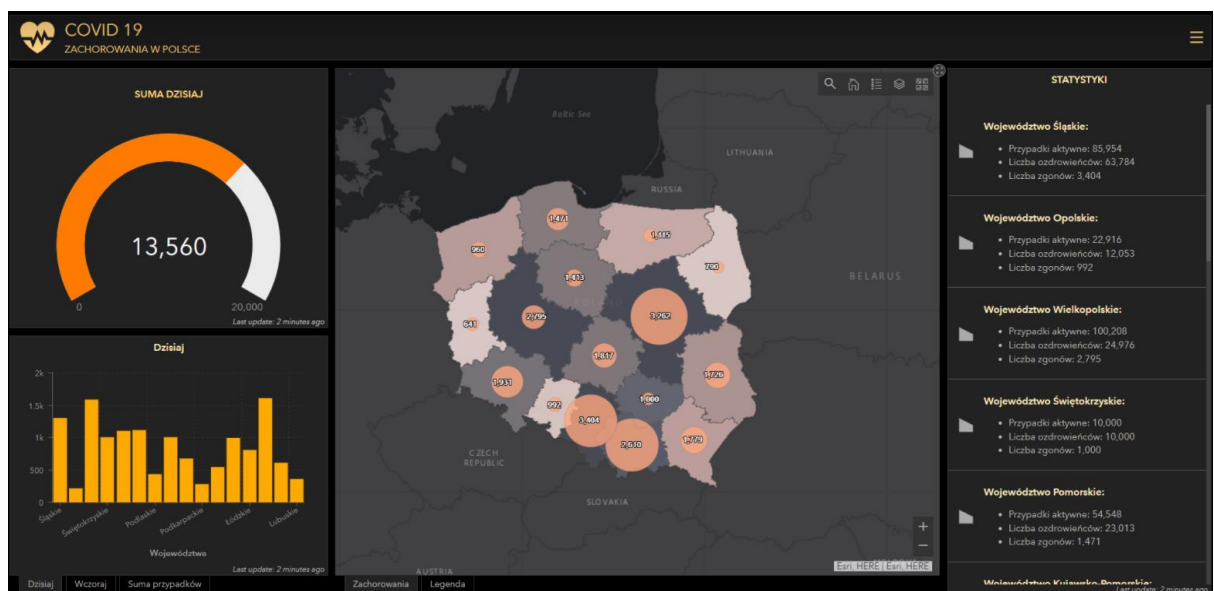 COVID 19
ZACHOROWANIA W POLSCE
SUMA DZISIAJ
13,560
0
20,000
Last update: 2 minutes ago
Dzisiaj
2k
1.5k
1k
500
0
Śląskie
Świętokrzyskie
Podlaskie
Podkarpackie
Łódzkie
Lubuskie
Województwa
Last update: 2 minutes ago
Dzisiaj
Wczoraj
Suma przypadków
Baltic Sea
LITHUANIA
RUSSIA
BELARUS
POLAND
CZECH
REPUBLIC
SLOVAKIA
AUSTRIA
1,471
960
790
1,413
3,262
2,795
641
1,817
1,726
1,931
1,000
992
3,404
2,610
1,779
+
−
Esri, HERE | Esri, HERE
Zachorowania
Legenda
STATYSTYKI
Województwo Śląskie:
• Przypadki aktywne: 85,954
• Liczba ozdrowieńców: 63,784
• Liczba zgonów: 3,404
Województwo Opolskie:
• Przypadki aktywne: 22,916
• Liczba ozdrowieńców: 12,053
• Liczba zgonów: 992
Województwo Wielkopolskie:
• Przypadki aktywne: 100,208
• Liczba ozdrowieńców: 24,976
• Liczba zgonów: 2,795
Województwo Świętokrzyskie:
• Przypadki aktywne: 10,000
• Liczba ozdrowieńców: 10,000
• Liczba zgonów: 1,000
Województwo Pomorskie:
• Przypadki aktywne: 54,548
• Liczba ozdrowieńców: 23,013
• Liczba zgonów: 1,471
Województwo Kujawsko-Pomorskie:
Last update: 2 minutes ago